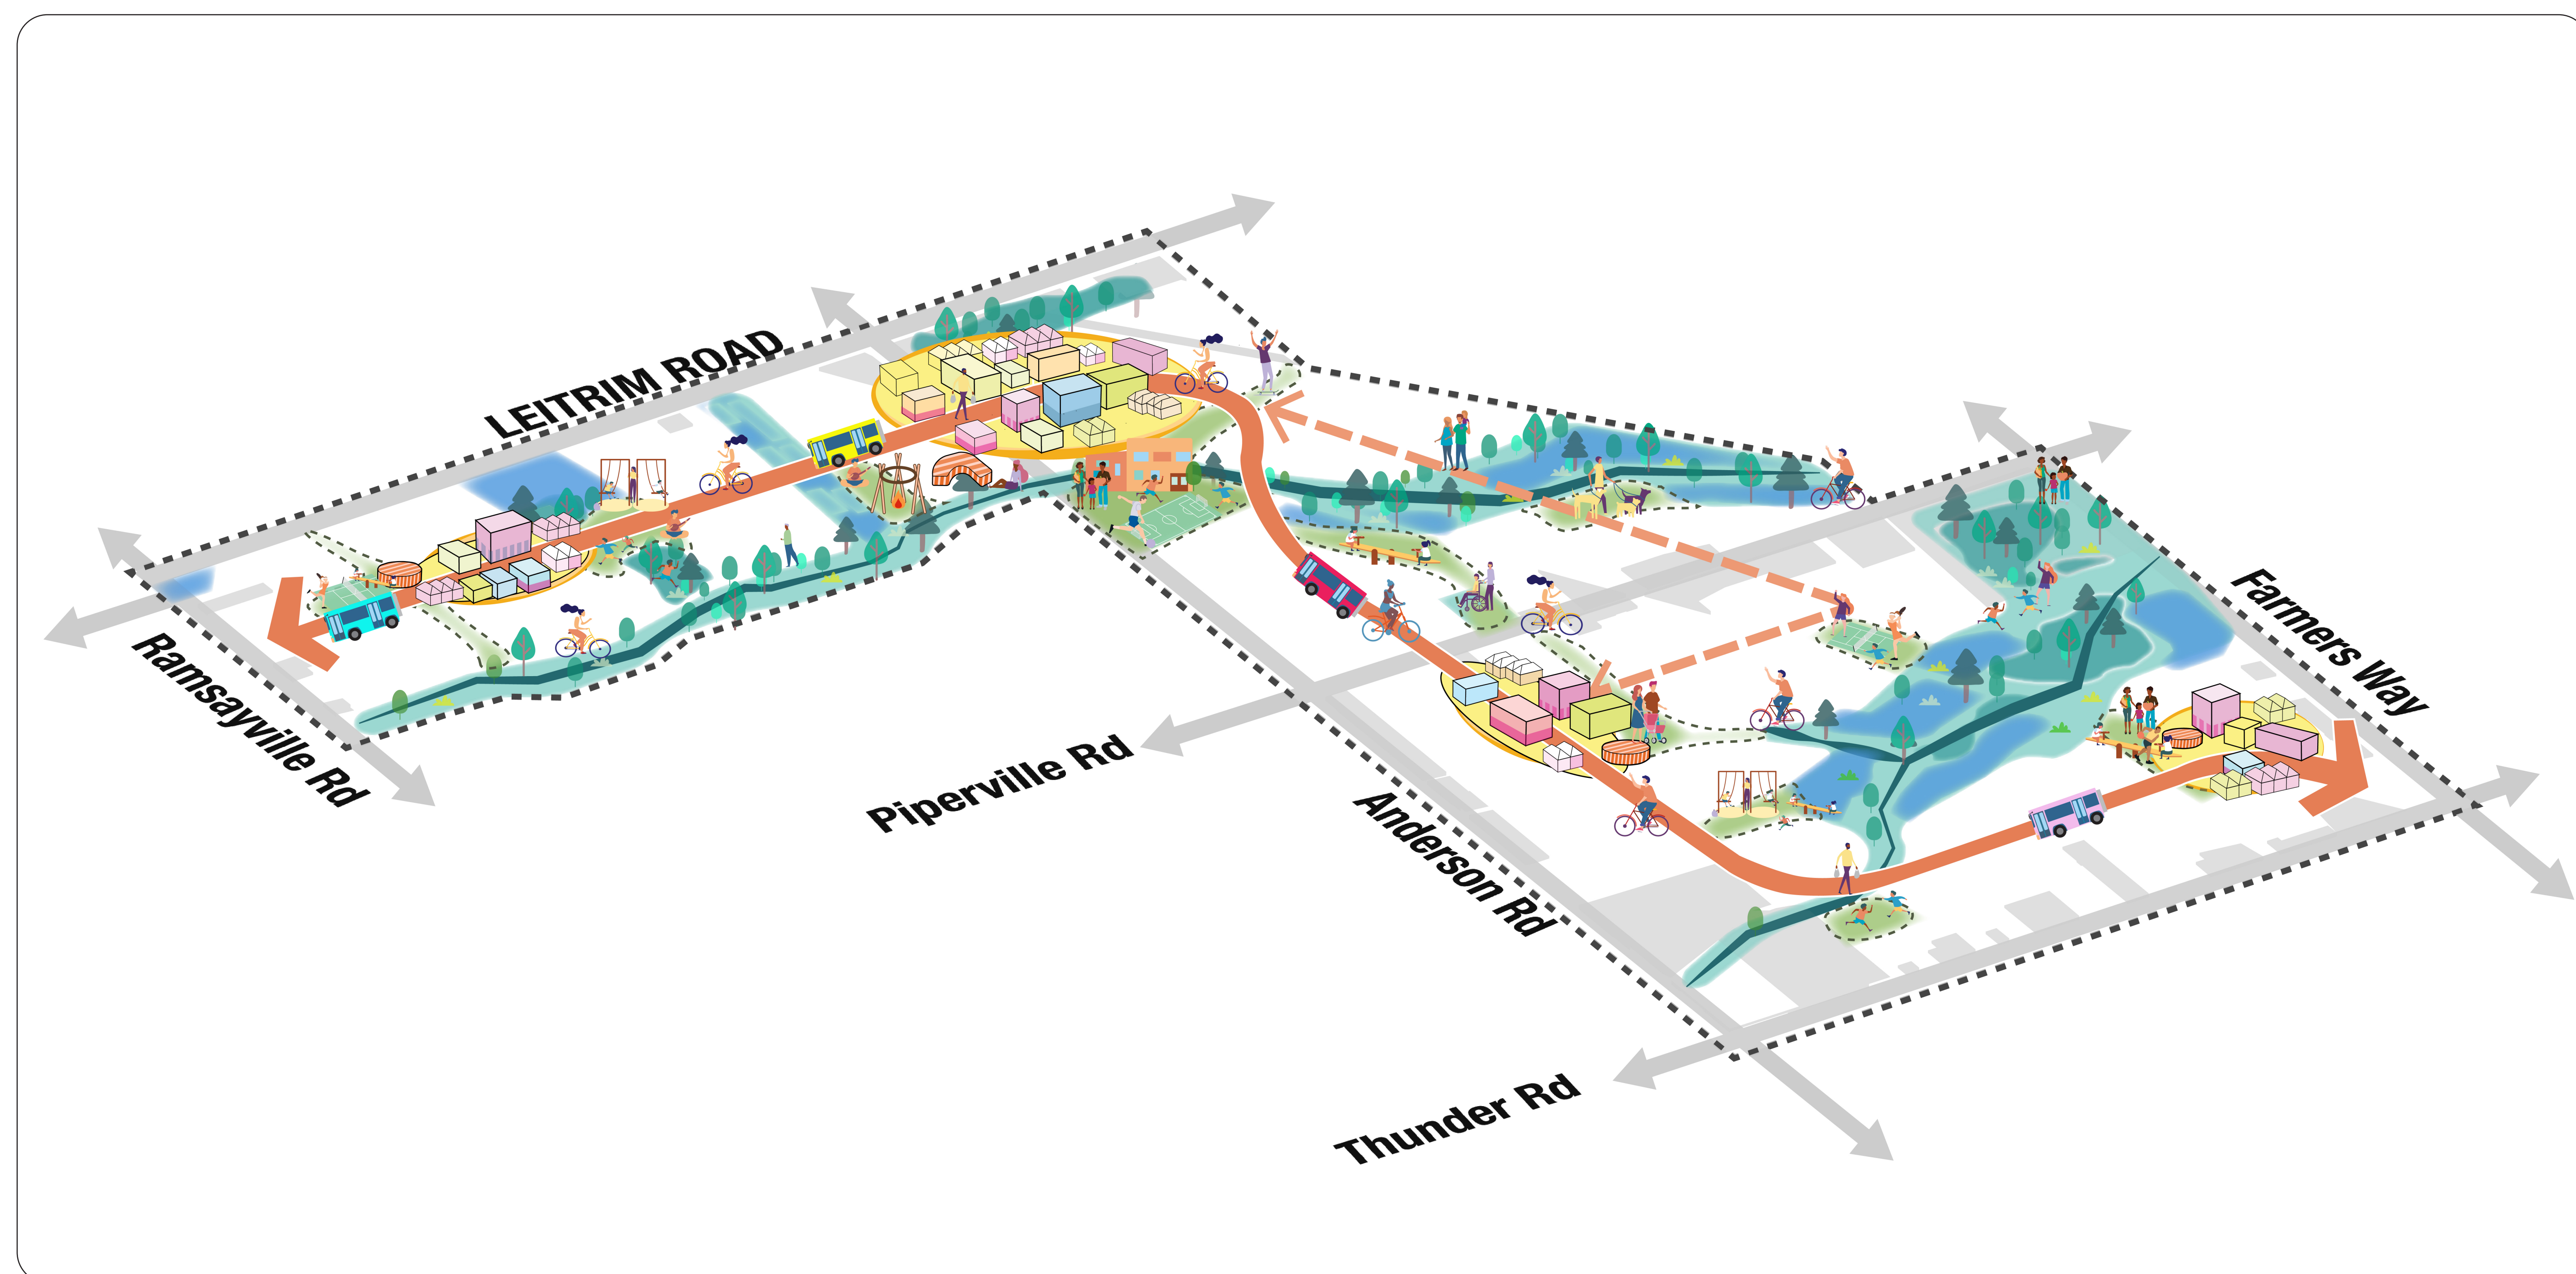 LEITRIM ROAD
Ramsayville Rd
Farmers Way
Piperville Rd
Anderson Rd
Thunder Rd